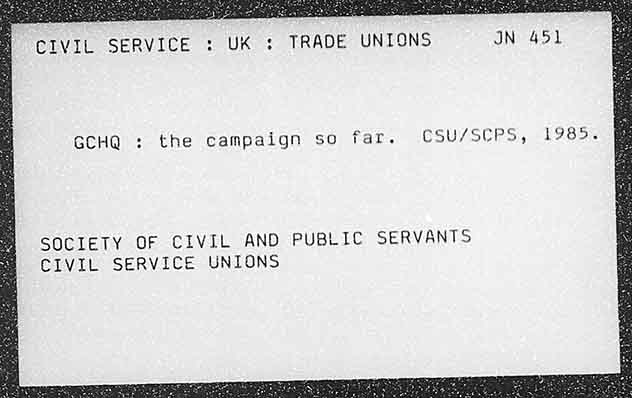 CIVIL SERVICE : UK : TRADE UNIONS JN 451
GCHQ : the campaign so far. CSU/SCPS, 1985.
SOCIETY OF CIVIL AND PUBLIC SERVANTS
CIVIL SERVICE UNIONS